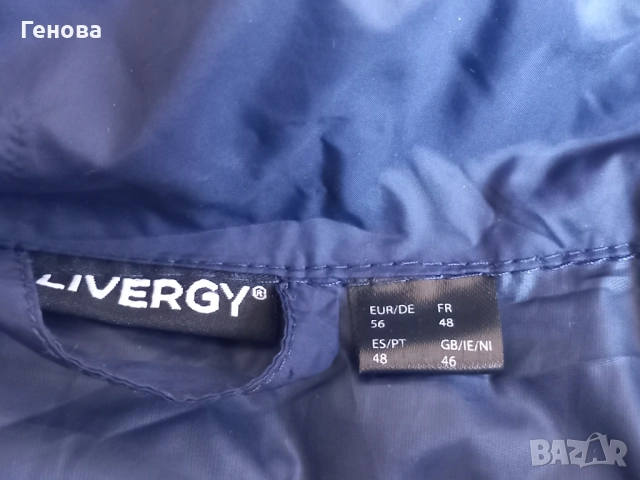 Генова
LIVERGY®
EUR/DE FR
56 48
ES/PT GB/IE/NI
48 46
BAZAR